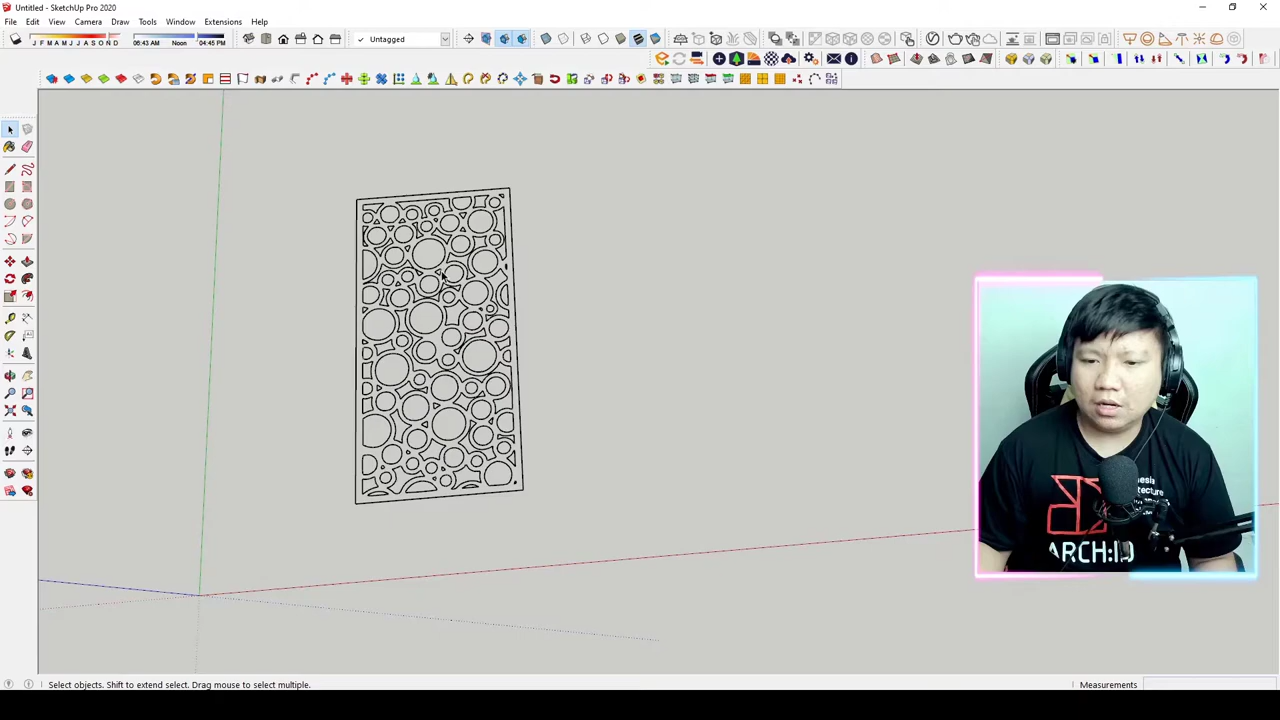 Untitled - SketchUp Pro 2020
File Edit View Camera Draw Tools Window Extensions Help
J F M A M J J A S O N D 06:43 AM Noon 04:45 PM ✓ Untagged
nesia
ARCH:ID
Select objects. Shift to extend select. Drag mouse to select multiple. Measurements